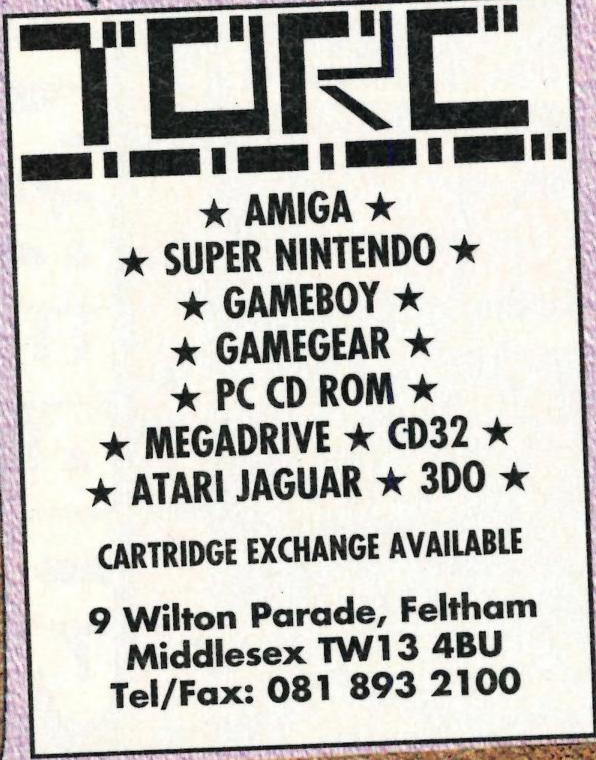 TORC
★ AMIGA ★
★ SUPER NINTENDO ★
★ GAMEBOY ★
★ GAMEGEAR ★
★ PC CD ROM ★
★ MEGADRIVE ★ CD32 ★
★ ATARI JAGUAR ★ 3DO ★
CARTRIDGE EXCHANGE AVAILABLE
9 Wilton Parade, Feltham
Middlesex TW13 4BU
Tel/Fax: 081 893 2100